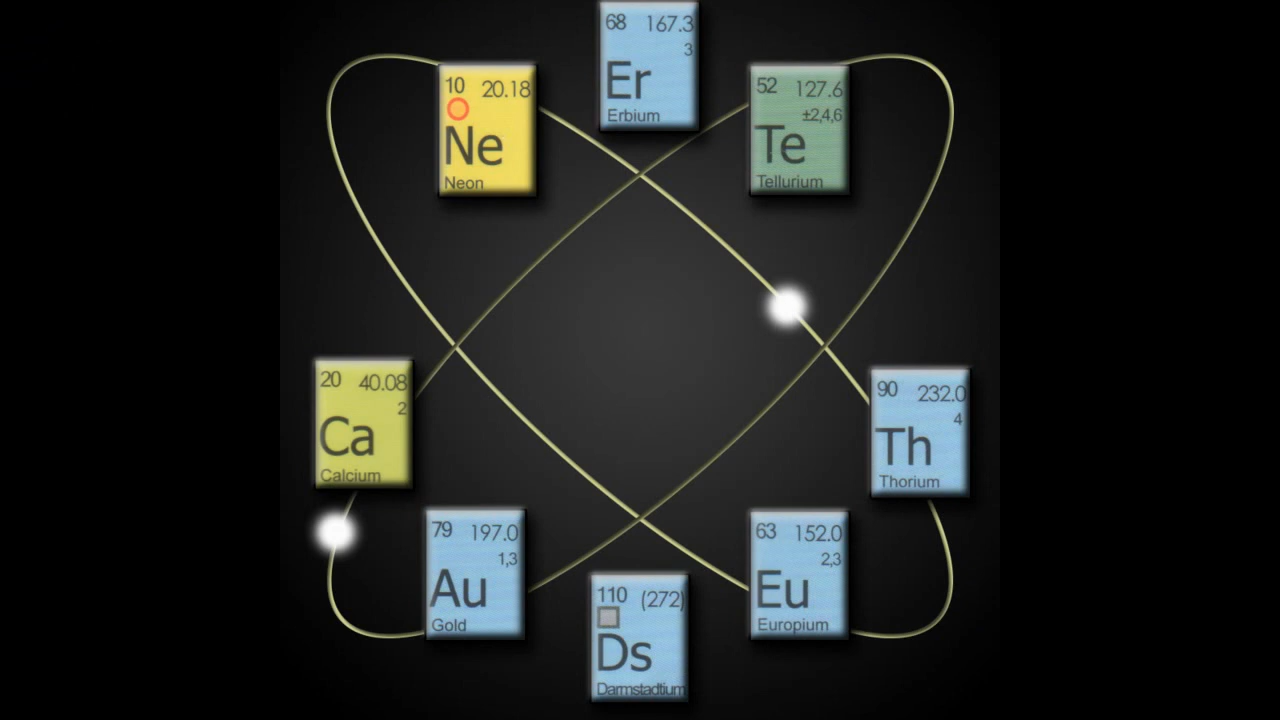 68 167.3
3
Er
Erbium
10 20.18
Ne
Neon
52 127.6
±2,4,6
Te
Tellurium
20 40.08
2
Ca
Calcium
90 232.0
4
Th
Thorium
79 197.0
1,3
Au
Gold
63 152.0
2,3
Eu
Europium
110 (272)
Ds
Darmstadtium